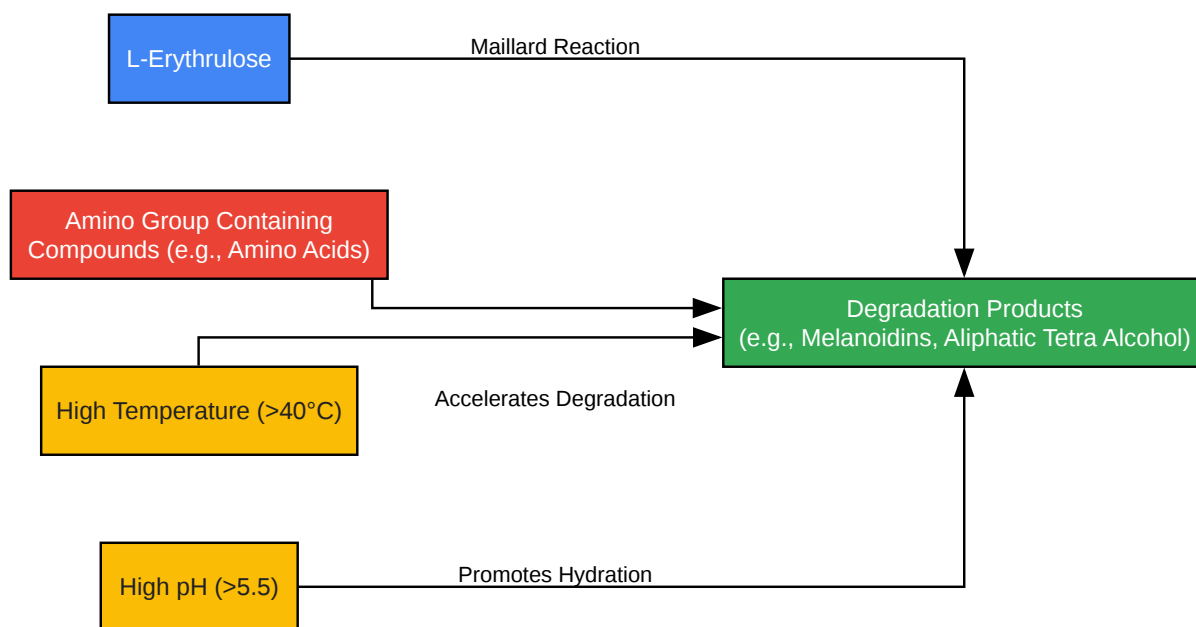 L-Erythrulose
Maillard Reaction
Amino Group Containing
Compounds (e.g., Amino Acids)
Degradation Products
(e.g., Melanoidins, Aliphatic Tetra Alcohol)
High Temperature (>40°C)
Accelerates Degradation
High pH (>5.5)
Promotes Hydration